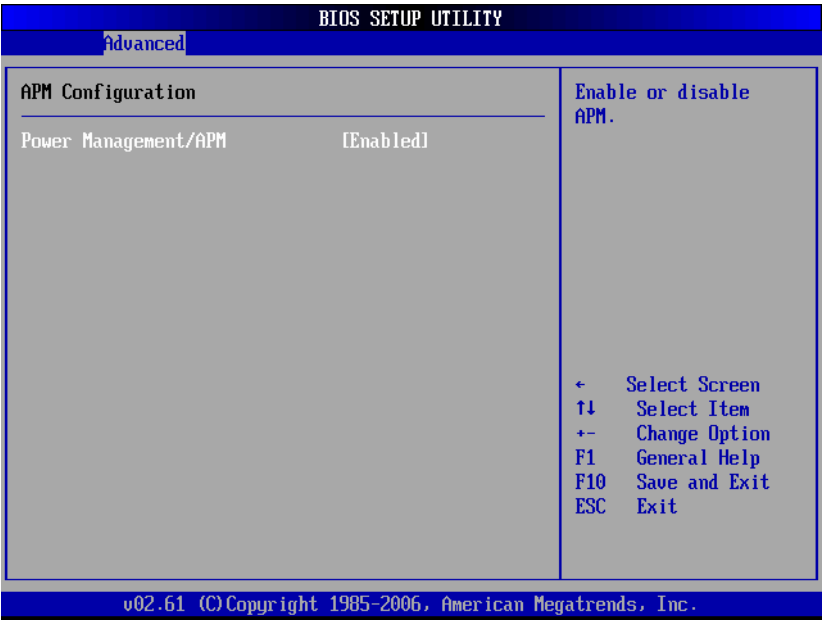 BIOS SETUP UTILITY
Advanced
APM Configuration
Power Management/APM [Enabled]
Enable or disable
APM.
← Select Screen
↑↓ Select Item
+- Change Option
F1 General Help
F10 Save and Exit
ESC Exit
v02.61 (C)Copyright 1985-2006, American Megatrends, Inc.